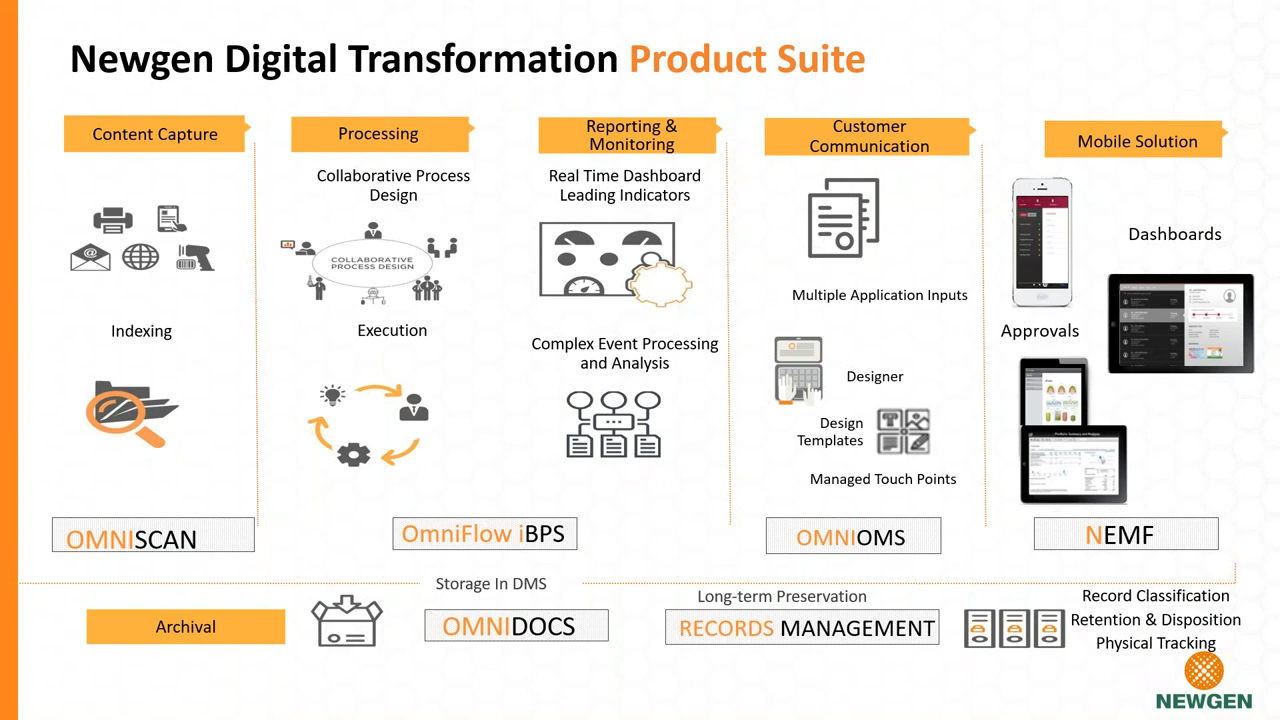 Newgen Digital Transformation Product Suite
Content Capture
Indexing
OMNISCAN
Processing
Collaborative Process
Design
COLLABORATIVE
PROCESS DESIGN
Execution
Reporting &
Monitoring
Real Time Dashboard
Leading Indicators
Complex Event Processing
and Analysis
OmniFlow iBPS
Customer
Communication
Multiple Application Inputs
Designer
Design
Templates
Managed Touch Points
OMNIOMS
Mobile Solution
Dashboards
Approvals
NEMF
Archival
Storage In DMS
OMNIDOCS
Long-term Preservation
RECORDS MANAGEMENT
Record Classification
Retention & Disposition
Physical Tracking
NEWGEN